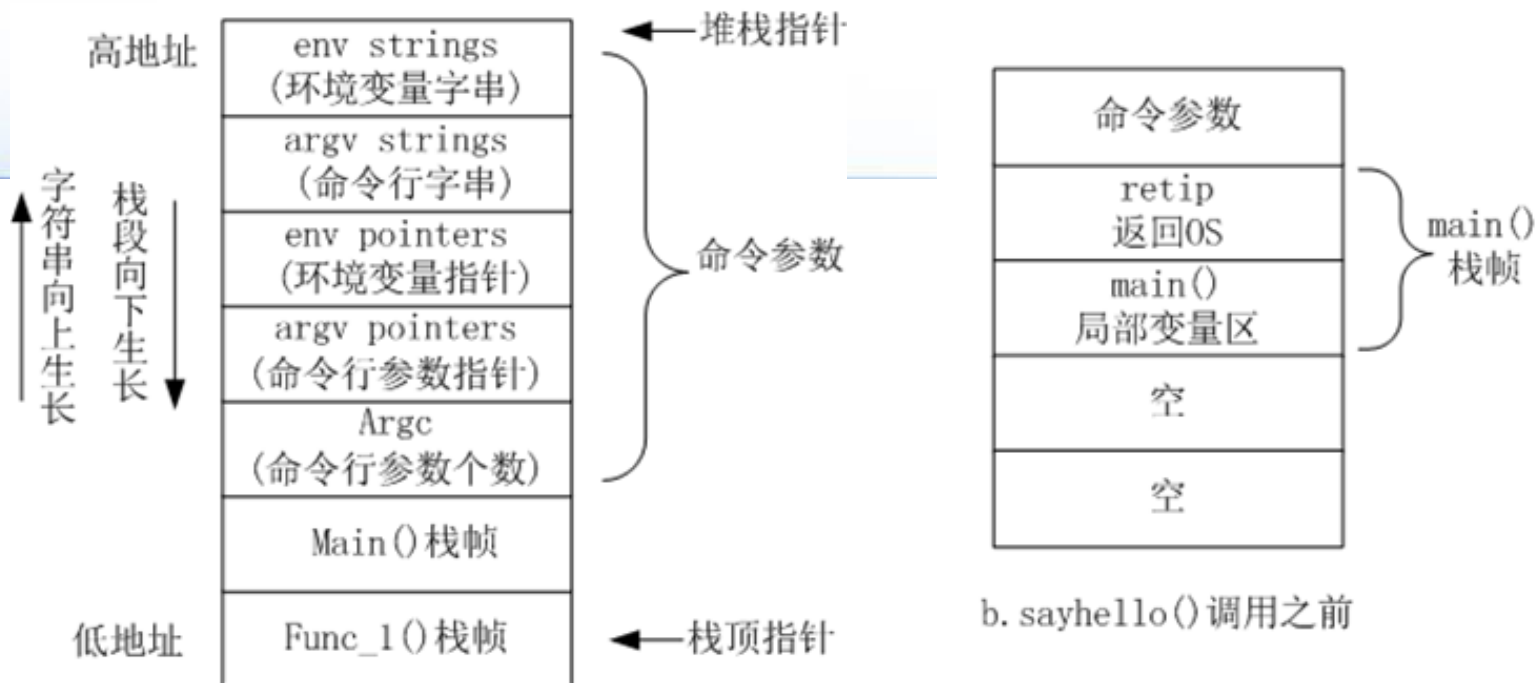 高地址
env strings
(环境变量字串)
argv strings
(命令行字串)
env pointers
(环境变量指针)
argv pointers
(命令行参数指针)
Argc
(命令行参数个数)
Main()栈帧
低地址
Func_1()栈帧
字符串向上生长
栈段向下生长
堆栈指针
命令参数
栈顶指针
命令参数
retip
返回OS
main()
局部变量区
空
空
main()
栈帧
b.sayhello()调用之前